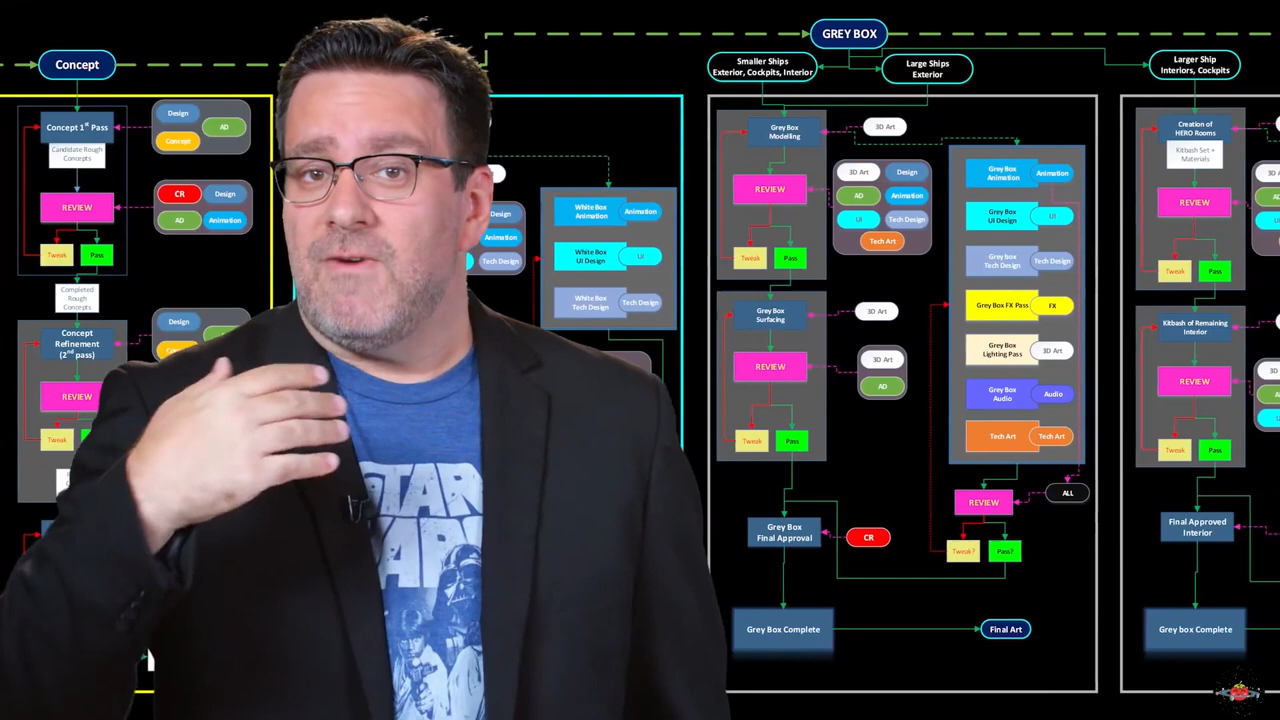 Concept
Concept 1st Pass
Candidate Rough
Concepts
REVIEW
Tweak
Pass
Completed
Rough
Concepts
Concept
Refinement
(2nd pass)
REVIEW
Tweak
Design
AD
Concept
CR
Design
AD
Animation
Design
Design
Animation
Tech Design
White Box
Animation
Animation
White Box
UI Design
UI
White Box
Tech Design
Tech Design
STAR
WARS
GREY BOX
Smaller Ships
Exterior, Cockpits, Interior
Large Ships
Exterior
Larger Ship
Interiors, Cockpits
Grey Box
Modelling
3D Art
REVIEW
3D Art
Design
AD
Animation
UI
Tech Design
Tech Art
Tweak
Pass
Grey Box
Surfacing
3D Art
REVIEW
3D Art
AD
Tweak
Pass
Grey Box
Final Approval
CR
Grey Box Complete
Final Art
Grey Box
Animation
Animation
Grey Box
UI Design
UI
Grey Box
Tech Design
Tech Design
Grey Box FX Pass
FX
Grey Box
Lighting Pass
3D Art
Grey Box
Audio
Audio
Tech Art
Tech Art
REVIEW
ALL
Tweak?
Pass?
Creation of
HERO Rooms
Kitbash Set +
Materials
REVIEW
Tweak
Pass
Kitbash of Remaining
Interior
REVIEW
Tweak
Pass
Final Approved
Interior
Grey box Complete